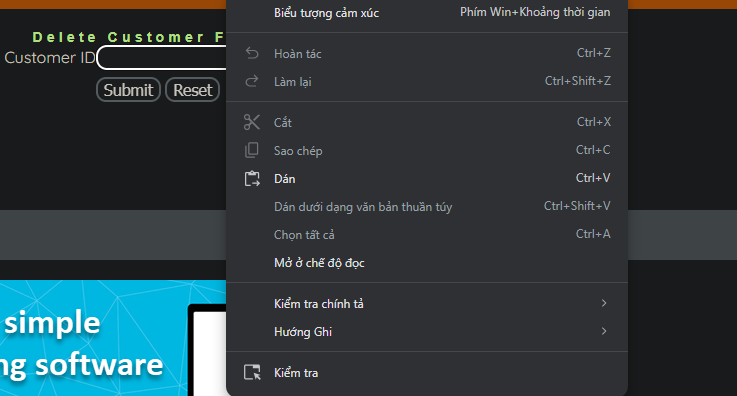 Biểu tượng cảm xúc Phím Win+Khoảng thời gian
Delete Customer F
Customer ID
Submit Reset
Hoàn tác Ctrl+Z
Làm lại Ctrl+Shift+Z
Cắt Ctrl+X
Sao chép Ctrl+C
Dán Ctrl+V
Dán dưới dạng văn bản thuần túy Ctrl+Shift+V
Chọn tất cả Ctrl+A
Mở ở chế độ đọc
Kiểm tra chính tả
Hướng Ghi
Kiểm tra
simple
ng software